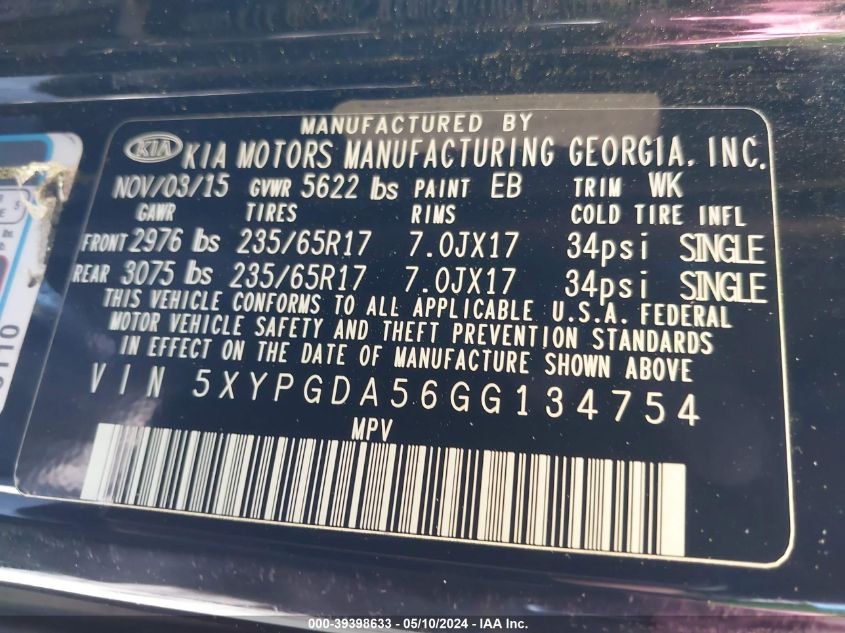 MANUFACTURED BY
KIA KIA MOTORS MANUFACTURING GEORGIA, INC.
NOV/03/15 GVWR 5622 lbs PAINT EB TRIM WK
GAWR TIRES RIMS COLD TIRE INFL
FRONT 2976 lbs 235/65R17 7.0JX17 34psi SINGLE
REAR 3075 lbs 235/65R17 7.0JX17 34psi SINGLE
THIS VEHICLE CONFORMS TO ALL APPLICABLE U.S.A. FEDERAL
MOTOR VEHICLE SAFETY AND THEFT PREVENTION STANDARDS
IN EFFECT ON THE DATE OF MANUFACTURE SHOWN ABOVE
VIN 5XYPGDA56GG134754
MPV
000-39398633 - 05/10/2024 - IAA Inc.